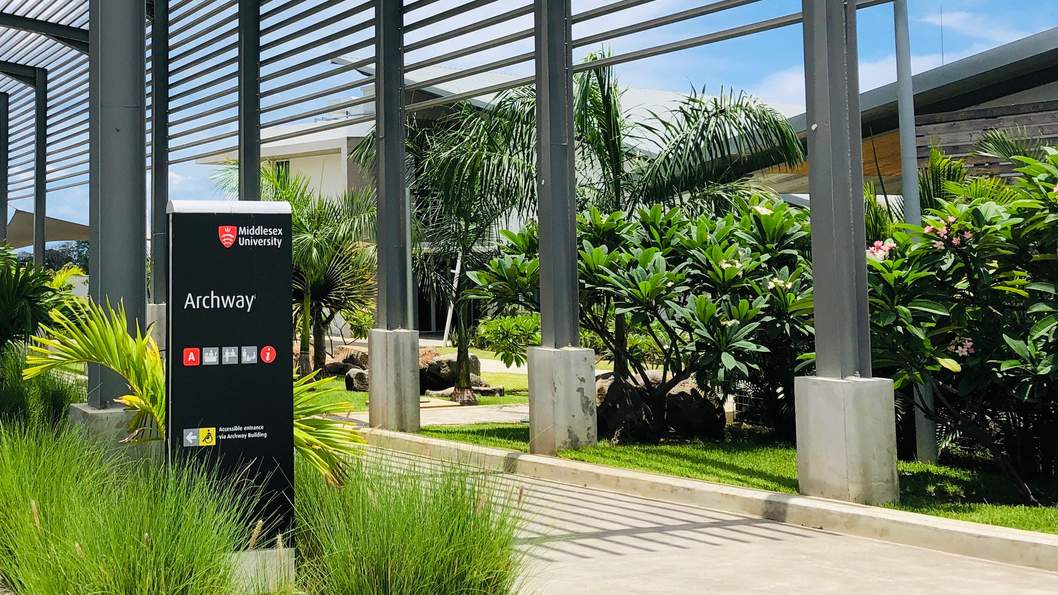 Middlesex
University
Archway
A
i
Accessible entrance
via Archway Building